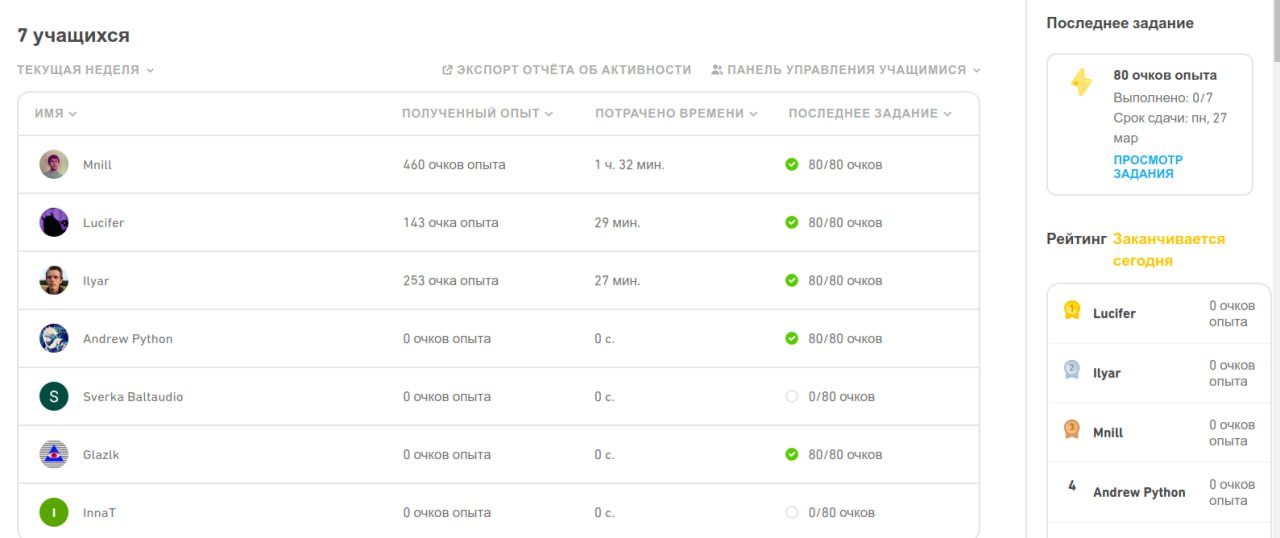 7 учащихся
ТЕКУЩАЯ НЕДЕЛЯ
ЭКСПОРТ ОТЧЁТА ОБ АКТИВНОСТИ
ПАНЕЛЬ УПРАВЛЕНИЯ УЧАЩИМИСЯ
ИМЯ ПОЛУЧЕННЫЙ ОПЫТ ПОТРАЧЕНО ВРЕМЕНИ ПОСЛЕДНЕЕ ЗАДАНИЕ
Mnill 460 очков опыта 1 ч. 32 мин. 80/80 очков
Lucifer 143 очка опыта 29 мин. 80/80 очков
Ilyar 253 очка опыта 27 мин. 80/80 очков
Andrew Python 0 очков опыта 0 с. 80/80 очков
S Sverka Baltaudio 0 очков опыта 0 с. 0/80 очков
Glazlk 0 очков опыта 0 с. 80/80 очков
I InnaT 0 очков опыта 0 с. 0/80 очков
Последнее задание
80 очков опыта
Выполнено: 0/7
Срок сдачи: пн, 27
мар
ПРОСМОТР
ЗАДАНИЯ
Рейтинг Заканчивается
сегодня
1 Lucifer 0 очков
опыта
2 Ilyar 0 очков
опыта
3 Mnill 0 очков
опыта
4 Andrew Python 0 очков
опыта